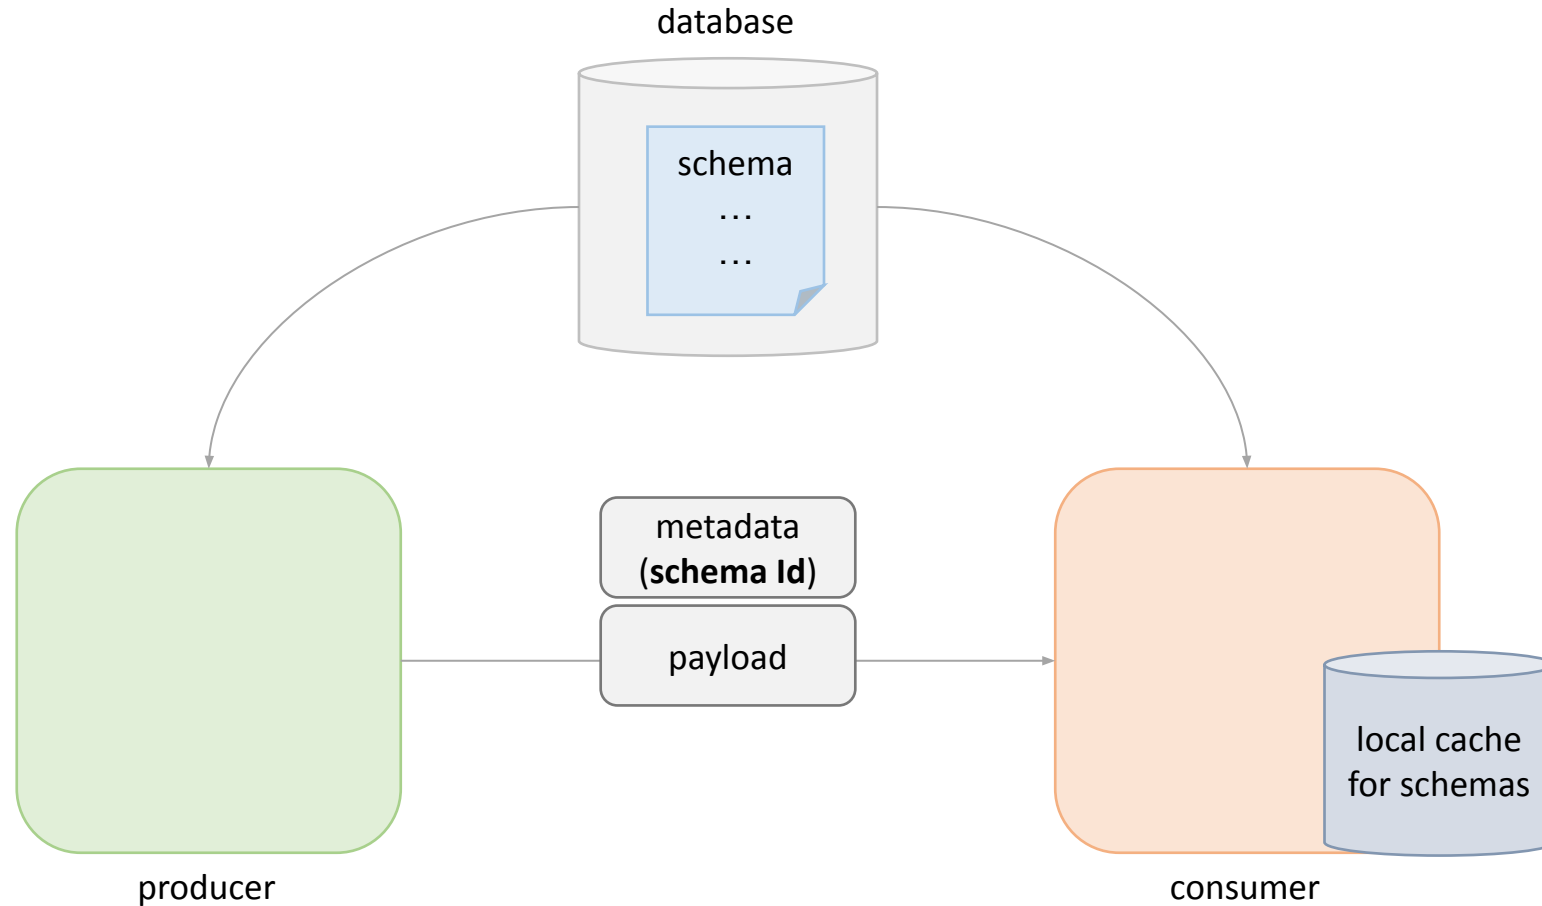 database
schema
...
...
metadata
(schema Id)
payload
local cache
for schemas
producer
consumer